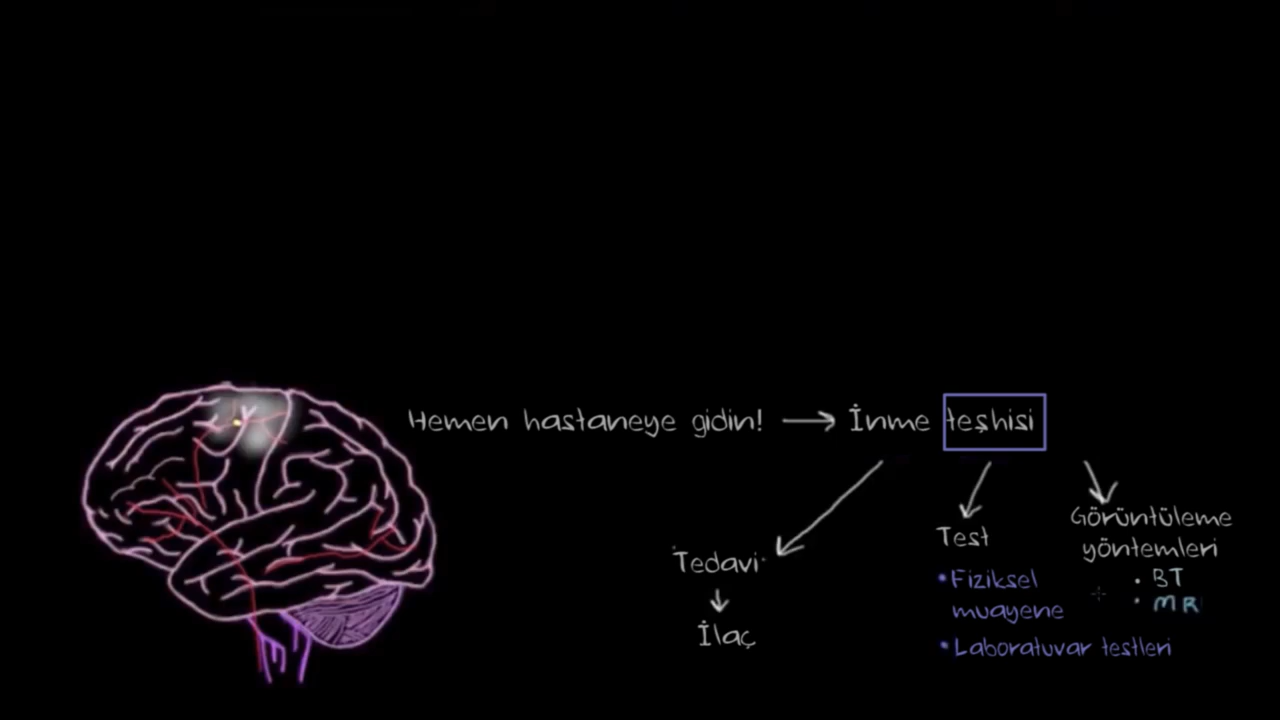 Hemen hastaneye gidin! → İnme teşhisi
Tedavi
İlaç
Test
• Fiziksel
muayene
• Laboratuvar testleri
Görüntüleme
yöntemleri
• BT
• MR